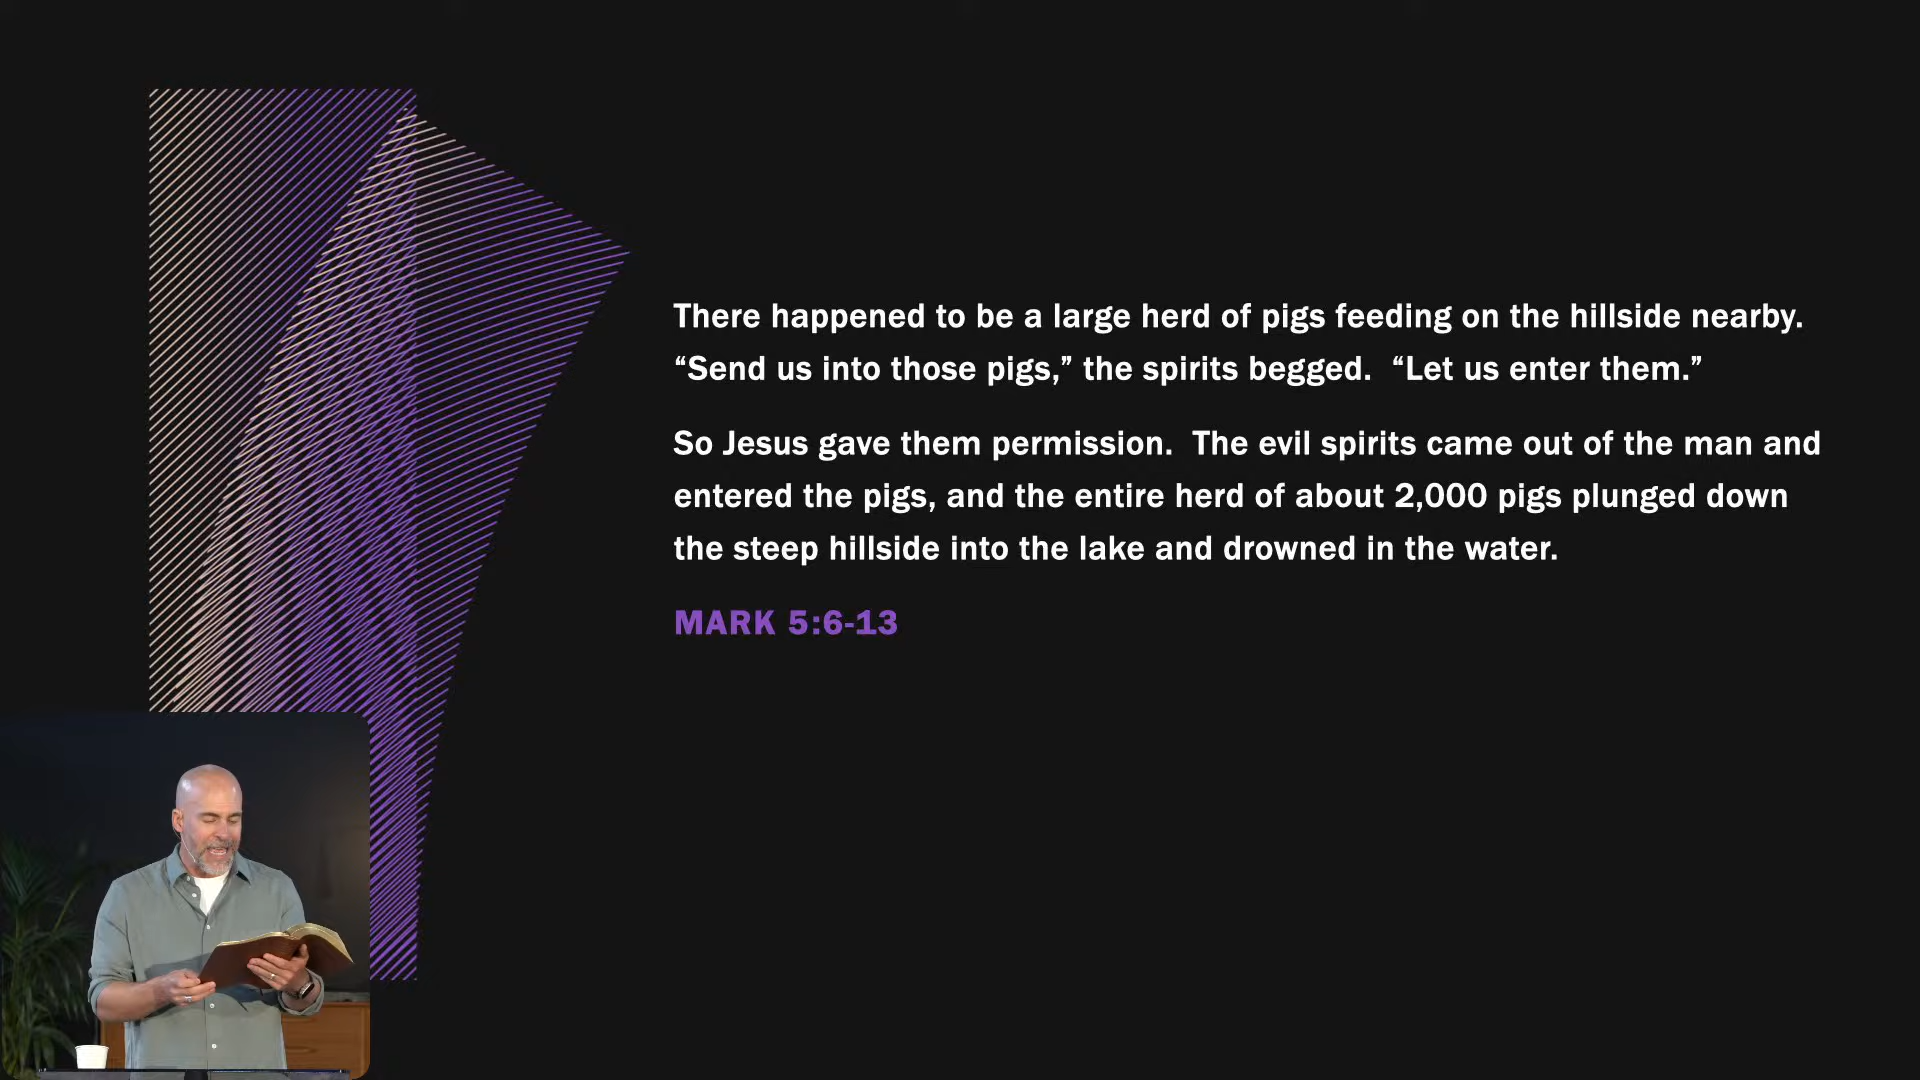 There happened to be a large herd of pigs feeding on the hillside nearby.
“Send us into those pigs,” the spirits begged.  “Let us enter them.”
So Jesus gave them permission.  The evil spirits came out of the man and
entered the pigs, and the entire herd of about 2,000 pigs plunged down
the steep hillside into the lake and drowned in the water.
MARK 5:6-13